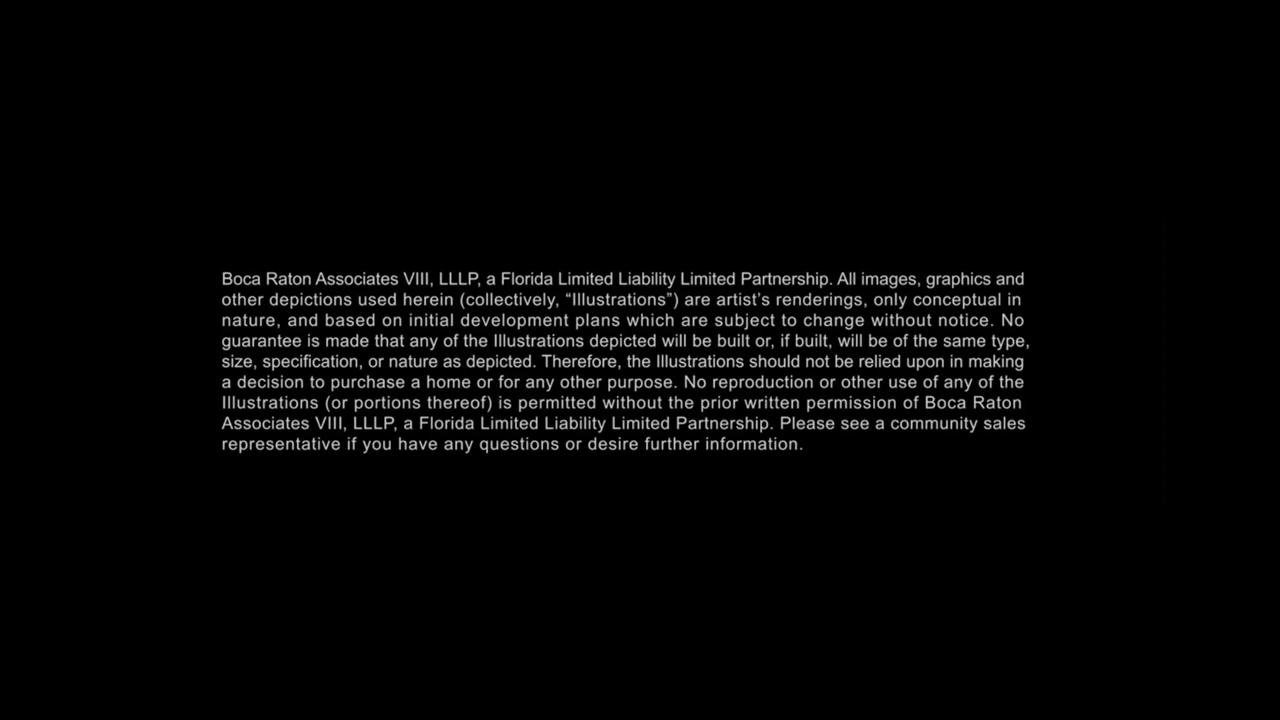 Boca Raton Associates VIII, LLLP, a Florida Limited Liability Limited Partnership. All images, graphics and
other depictions used herein (collectively, “Illustrations”) are artist’s renderings, only conceptual in
nature, and based on initial development plans which are subject to change without notice. No
guarantee is made that any of the Illustrations depicted will be built or, if built, will be of the same type,
size, specification, or nature as depicted. Therefore, the Illustrations should not be relied upon in making
a decision to purchase a home or for any other purpose. No reproduction or other use of any of the
Illustrations (or portions thereof) is permitted without the prior written permission of Boca Raton
Associates VIII, LLLP, a Florida Limited Liability Limited Partnership. Please see a community sales
representative if you have any questions or desire further information.